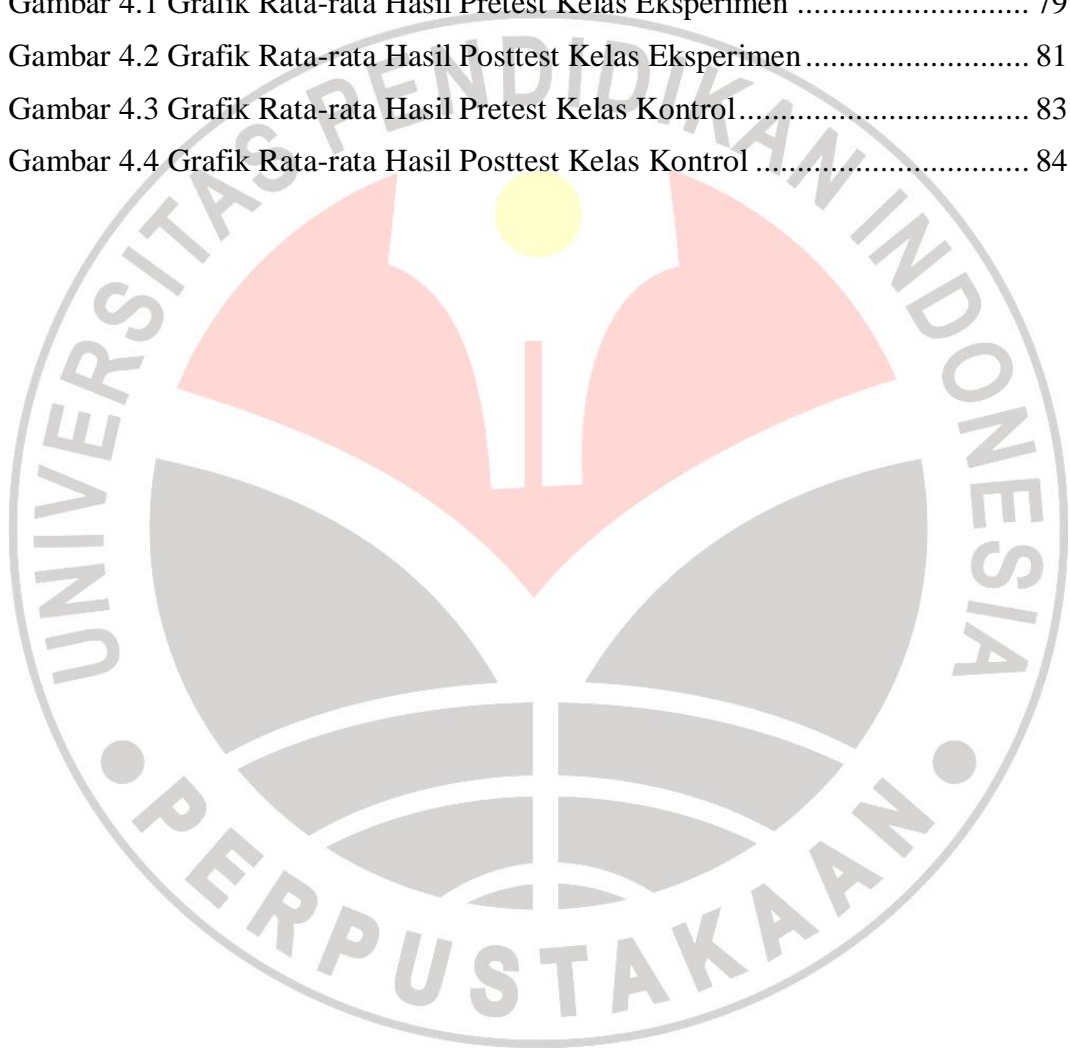 Gambar 4.1 Grafik Rata-rata Hasil Pretest Kelas Eksperimen ............................ 79
Gambar 4.2 Grafik Rata-rata Hasil Posttest Kelas Eksperimen........................... 81
Gambar 4.3 Grafik Rata-rata Hasil Pretest Kelas Kontrol................................... 83
Gambar 4.4 Grafik Rata-rata Hasil Posttest Kelas Kontrol ................................. 84
UNIVERSITAS PENDIDIKAN INDONESIA
PERPUSTAKAAN